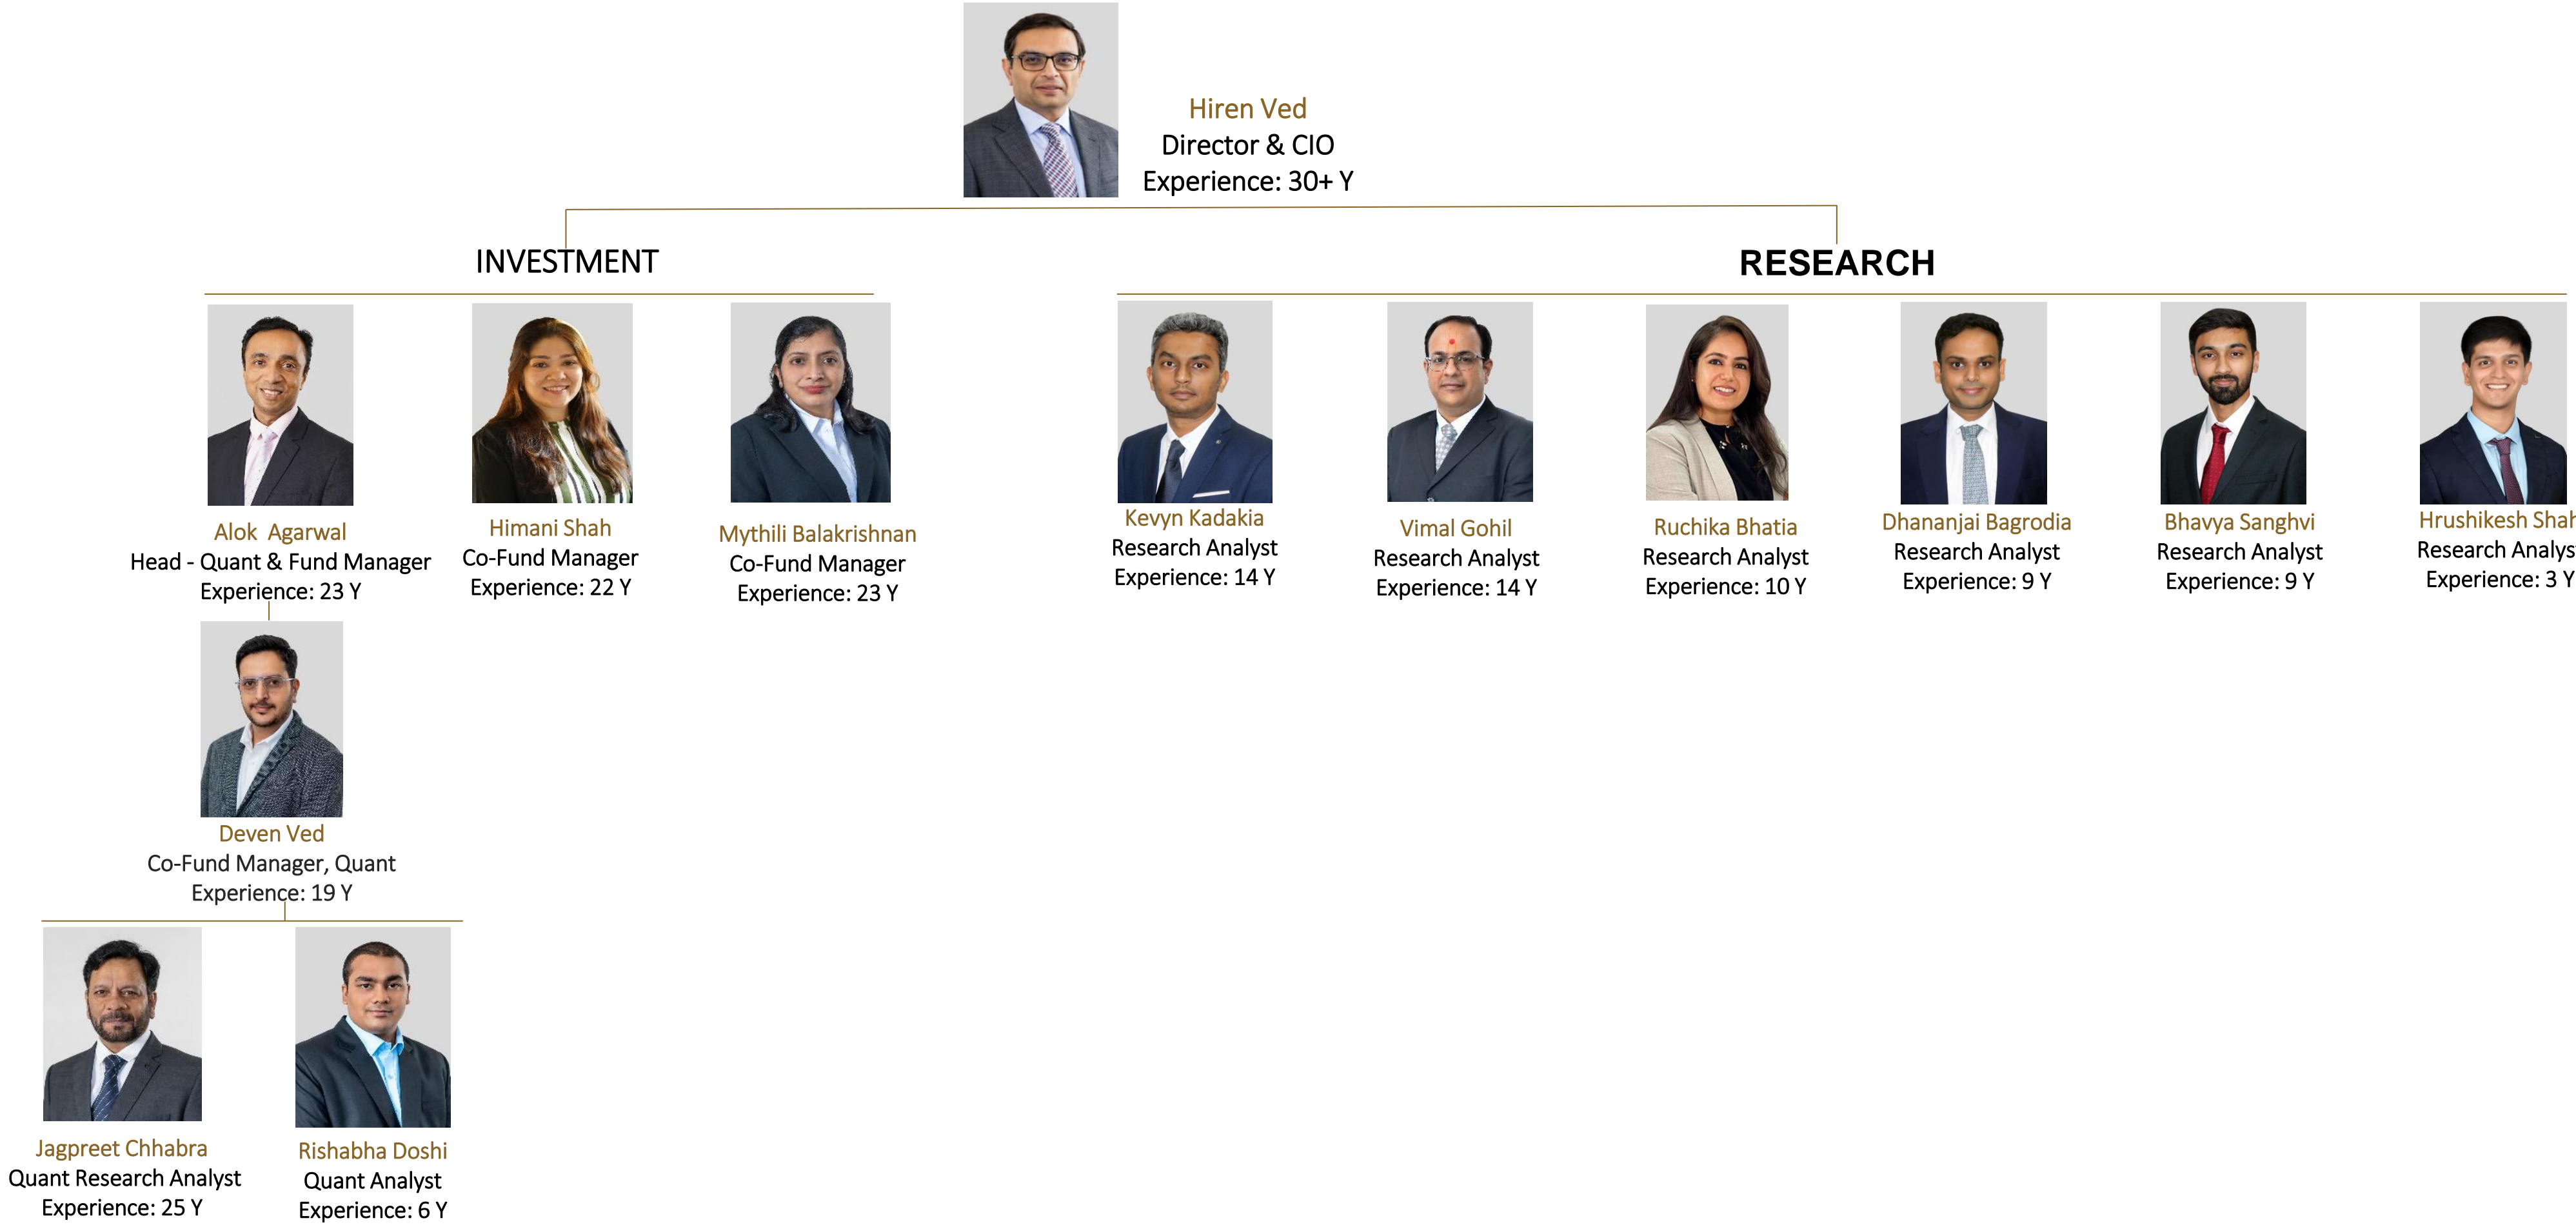 Hiren Ved
Director & CIO
Experience: 30+ Y
INVESTMENT
RESEARCH
Alok Agarwal
Head - Quant & Fund Manager
Experience: 23 Y
Himani Shah
Co-Fund Manager
Experience: 22 Y
Mythili Balakrishnan
Co-Fund Manager
Experience: 23 Y
Kevyn Kadakia
Research Analyst
Experience: 14 Y
Vimal Gohil
Research Analyst
Experience: 14 Y
Ruchika Bhatia
Research Analyst
Experience: 10 Y
Dhananjai Bagrodia
Research Analyst
Experience: 9 Y
Bhavya Sanghvi
Research Analyst
Experience: 9 Y
Hrushikesh Shah
Research Analys
Experience: 3 Y
Deven Ved
Co-Fund Manager, Quant
Experience: 19 Y
Jagpreet Chhabra
Quant Research Analyst
Experience: 25 Y
Rishabha Doshi
Quant Analyst
Experience: 6 Y